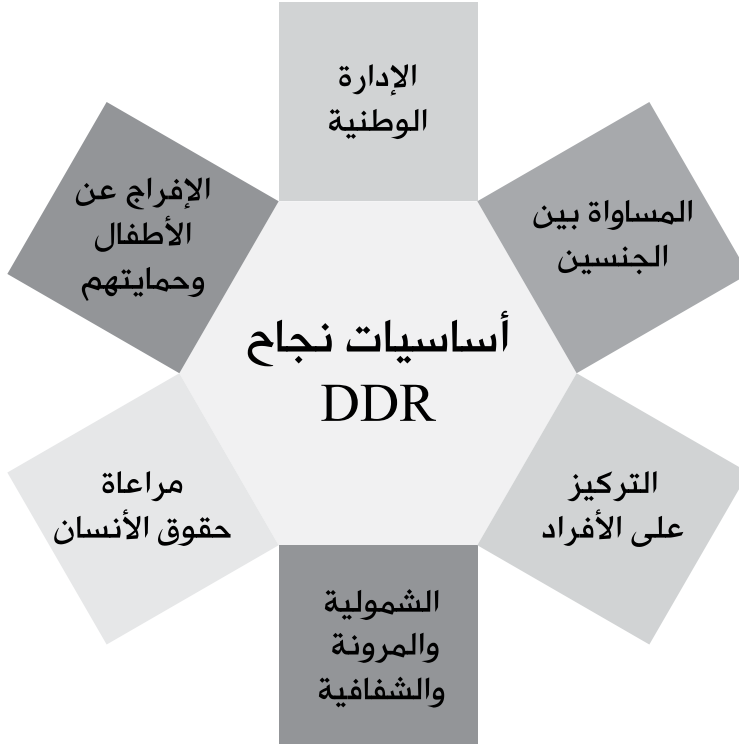 الإدارة
الوطنية
المساواة بين
الجنسين
التركيز
على الأفراد
الشمولية
والمرونة
والشفافية
مراعاة
حقوق الأنسان
الإفراج عن
الأطفال
وحمايتهم
أساسيات نجاح
DDR